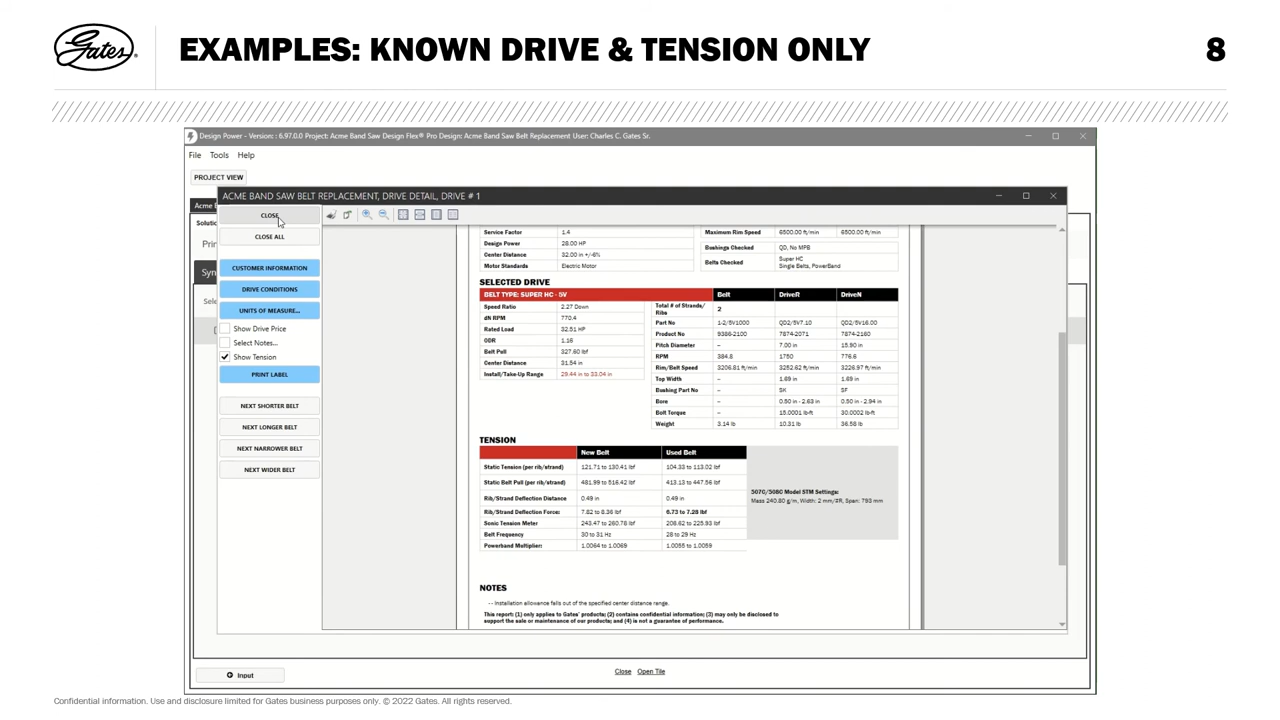 Gates
EXAMPLES: KNOWN DRIVE & TENSION ONLY
8
Design Power - Version: : 6.97.0.0 Project: Acme Band Saw Design Flex® Pro Design: Acme Band Saw Belt Replacement User: Charles C. Gates Sr.
File Tools Help
PROJECT VIEW
ACME BAND SAW BELT REPLACEMENT, DRIVE DETAIL, DRIVE # 1
Acme B
Solutio
Prin
Syn
Sele
CLOSE
CLOSE ALL
CUSTOMER INFORMATION
DRIVE CONDITIONS
UNITS OF MEASURE...
Show Drive Price
Select Notes...
Show Tension
PRINT LABEL
NEXT SHORTER BELT
NEXT LONGER BELT
NEXT NARROWER BELT
NEXT WIDER BELT
Service Factor 1.4
Design Power 28.00 HP
Center Distance 32.00 in +/-6%
Motor Standards Electric Motor
Maximum Rim Speed 6500.00 ft/min 6500.00 ft/min
Bushings Checked QD, No MPB
Belts Checked Super HC
Single Belts, PowerBand
SELECTED DRIVE
BELT TYPE: SUPER HC - 5V
Speed Ratio 2.27 Down
dN RPM 770.4
Rated Load 32.51 HP
ODR 1.16
Belt Pull 327.60 lbf
Center Distance 31.54 in
Install/Take-Up Range 29.44 in to 33.04 in
Belt DriveR DriveN
Total # of Strands/
Ribs 2
Part No 1-2/5V1000 QD2/5V7.10 QD2/5V16.00
Product No 9386-2100 7874-2071 7874-2160
Pitch Diameter – 7.00 in 15.90 in
RPM 384.8 1750 776.6
Rim/Belt Speed 3206.81 ft/min 3252.62 ft/min 3226.97 ft/min
Top Width – 1.69 in 1.69 in
Bushing Part No – SK SF
Bore – 0.50 in - 2.63 in 0.50 in - 2.94 in
Bolt Torque – 15.0001 lb-ft 30.0002 lb-ft
Weight 3.14 lb 10.31 lb 36.58 lb
TENSION
New Belt Used Belt
Static Tension (per rib/strand) 121.71 to 130.41 lbf 104.33 to 113.02 lbf
Static Belt Pull (per rib/strand) 481.99 to 516.42 lbf 413.13 to 447.56 lbf
Rib/Strand Deflection Distance 0.49 in 0.49 in
Rib/Strand Deflection Force: 7.82 to 8.36 lbf 6.73 to 7.28 lbf
Sonic Tension Meter 243.47 to 260.76 lbf 208.62 to 225.93 lbf
Belt Frequency 30 to 31 Hz 28 to 29 Hz
Powerband Multiplier: 1.0064 to 1.0069 1.0055 to 1.0059
507C/508C Model STM Settings:
Mass 240.80 g/m, Width: 2 mm/#R, Span: 793 mm
NOTES
-- Installation allowance falls out of the specified center distance range.
This report: (1) only applies to Gates' products; (2) contains confidential information; (3) may only be disclosed to
support the sale or maintenance of our products; and (4) is not a guarantee of performance.
Input
Close Open Tile
Confidential information. Use and disclosure limited for Gates business purposes only. © 2022 Gates. All rights reserved.